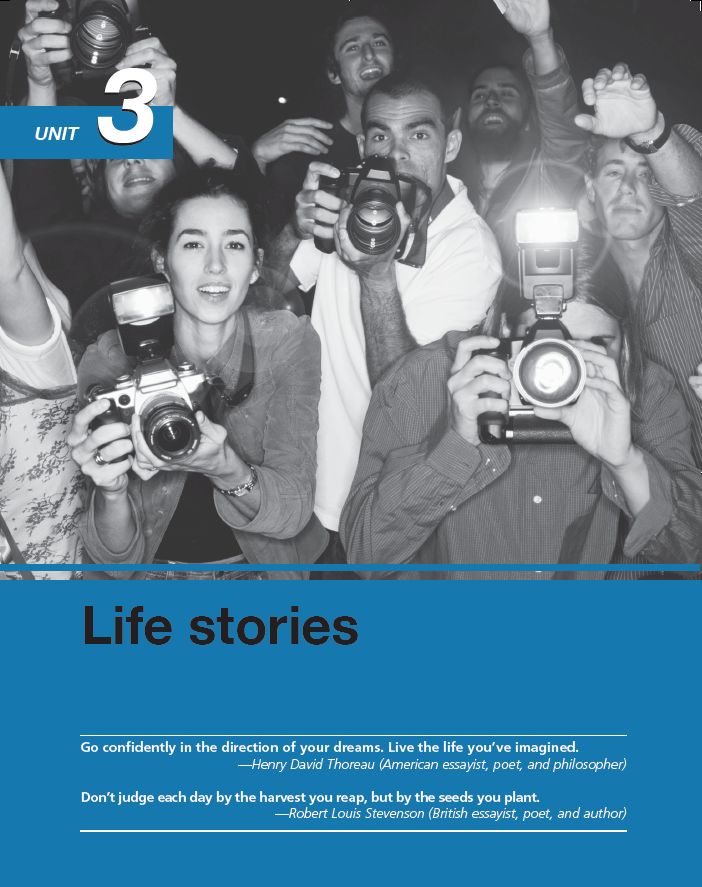 UNIT 3
Life stories
Go confidently in the direction of your dreams. Live the life you’ve imagined.
—Henry David Thoreau (American essayist, poet, and philosopher)
Don’t judge each day by the harvest you reap, but by the seeds you plant.
—Robert Louis Stevenson (British essayist, poet, and author)